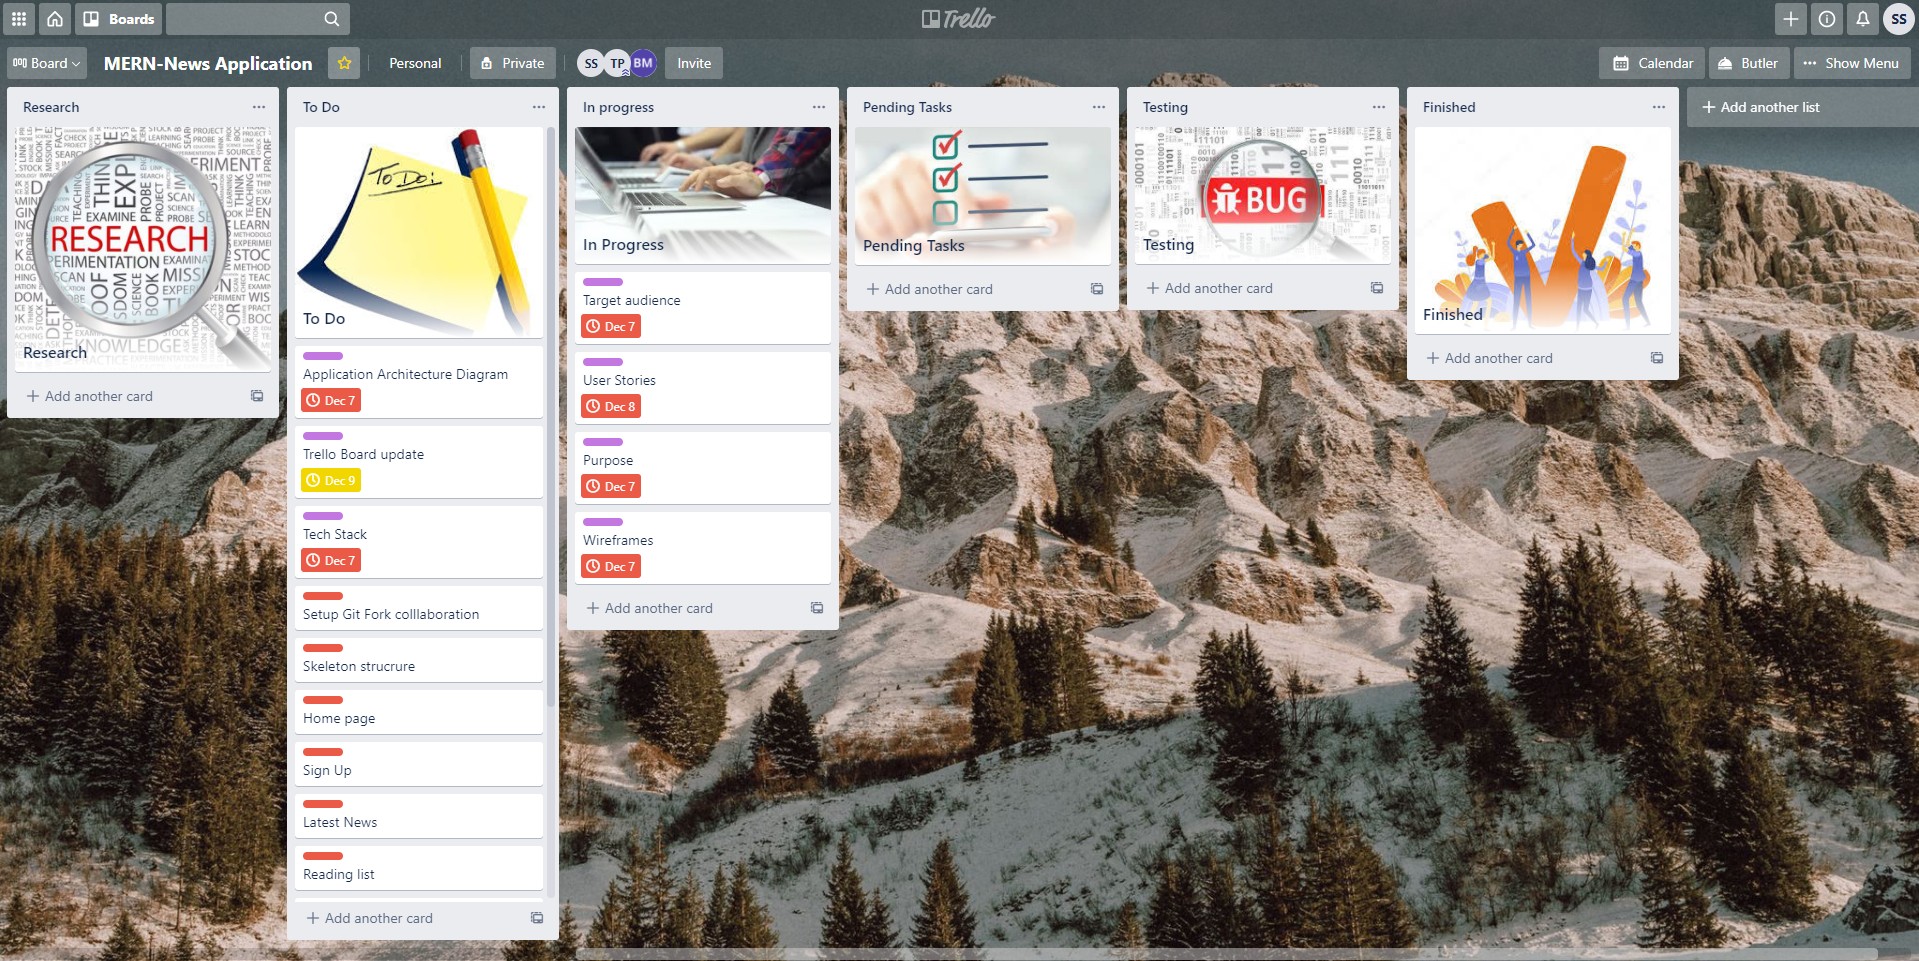 Boards
Trello
Board
MERN-News Application
Personal
Private
SS
TP
BM
Invite
Calendar
Butler
Show Menu
SS
Research
RESEARCH
EXAMINE
EXPERIMENTATION
KNOWLEDGE
Research
Add another card
To Do
To Do:
To Do
Application Architecture Diagram
Dec 7
Trello Board update
Dec 9
Tech Stack
Dec 7
Setup Git Fork colllaboration
Skeleton strucrure
Home page
Sign Up
Latest News
Reading list
Add another card
In progress
In Progress
Target audience
Dec 7
User Stories
Dec 8
Purpose
Dec 7
Wireframes
Dec 7
Add another card
Pending Tasks
Pending Tasks
Add another card
Testing
BUG
Testing
Add another card
Finished
Finished
Add another card
Add another list